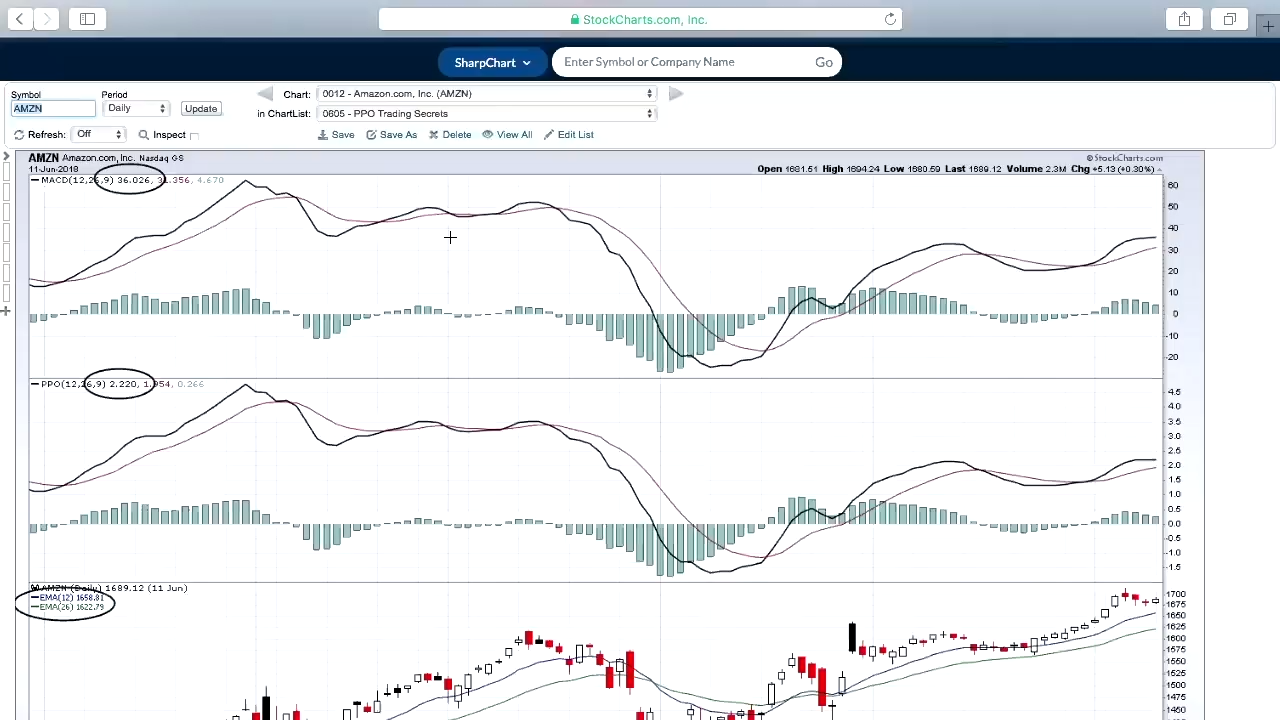 StockCharts.com, Inc.
SharpChart
Enter Symbol or Company Name
Go
Symbol
Period
AMZN
Daily
Update
Chart:
0012 - Amazon.com, Inc. (AMZN)
in ChartList:
0605 - PPO Trading Secrets
Refresh:
Off
Inspect
Save
Save As
Delete
View All
Edit List
AMZN Amazon.com, Inc. Nasdaq GS
© StockCharts.com
11-Jun-2018
Open 1681.51 High 1694.24 Low 1680.59 Last 1689.12 Volume 2.3M Chg +5.13 (+0.30%)
MACD(12,26,9) 36.026, 31.356, 4.670
60
50
40
30
20
10
0
-10
-20
PPO(12,26,9) 2.220, 1.954, 0.266
4.5
4.0
3.5
3.0
2.5
2.0
1.5
1.0
0.5
0.0
-0.5
-1.0
-1.5
AMZN (Daily) 1689.12 (11 Jun)
EMA(12) 1658.81
EMA(26) 1622.79
1700
1675
1650
1625
1600
1575
1550
1525
1500
1475
1450